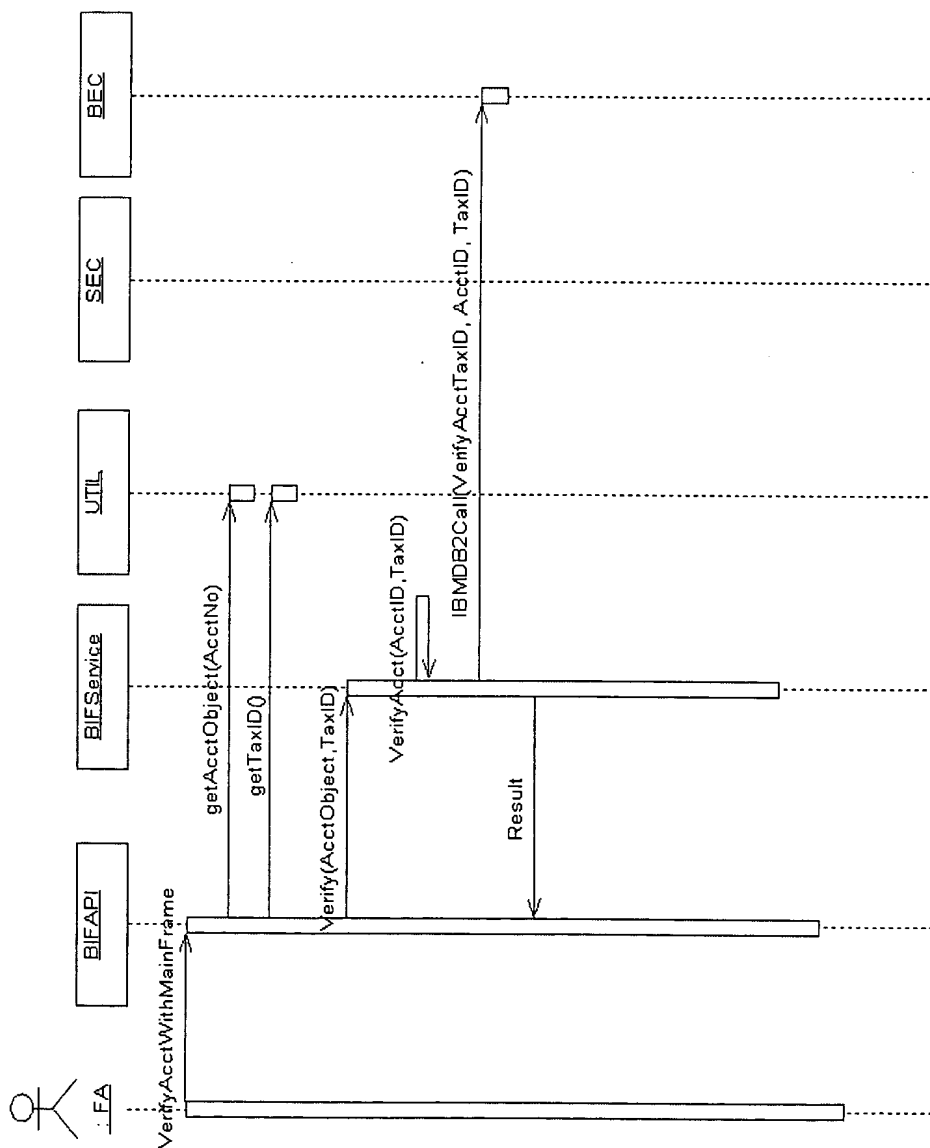 : FA
BIFAPI
BIFService
UTIL
SEC
BEC
VerifyAcctWithMainFrame
getAcctObject(AcctNo)
getTaxID()
Verify(AcctObject,TaxID)
VerifyAcct(AcctID,TaxID)
IBMDB2Call(VerifyAcctTaxID, AcctID, TaxID)
Result